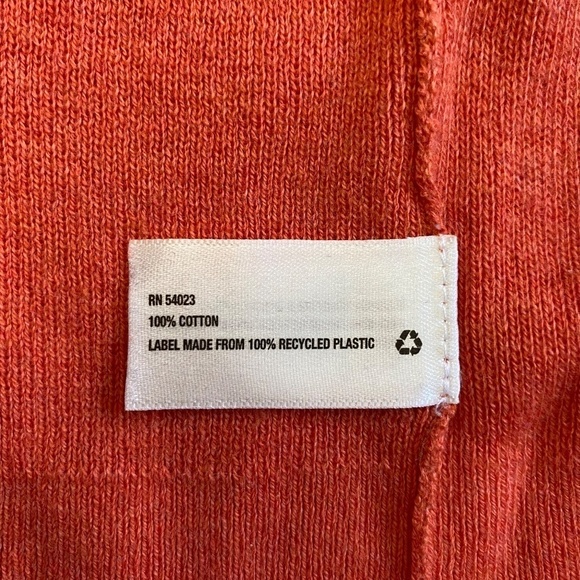 RN 54023
100% COTTON
LABEL MADE FROM 100% RECYCLED PLASTIC